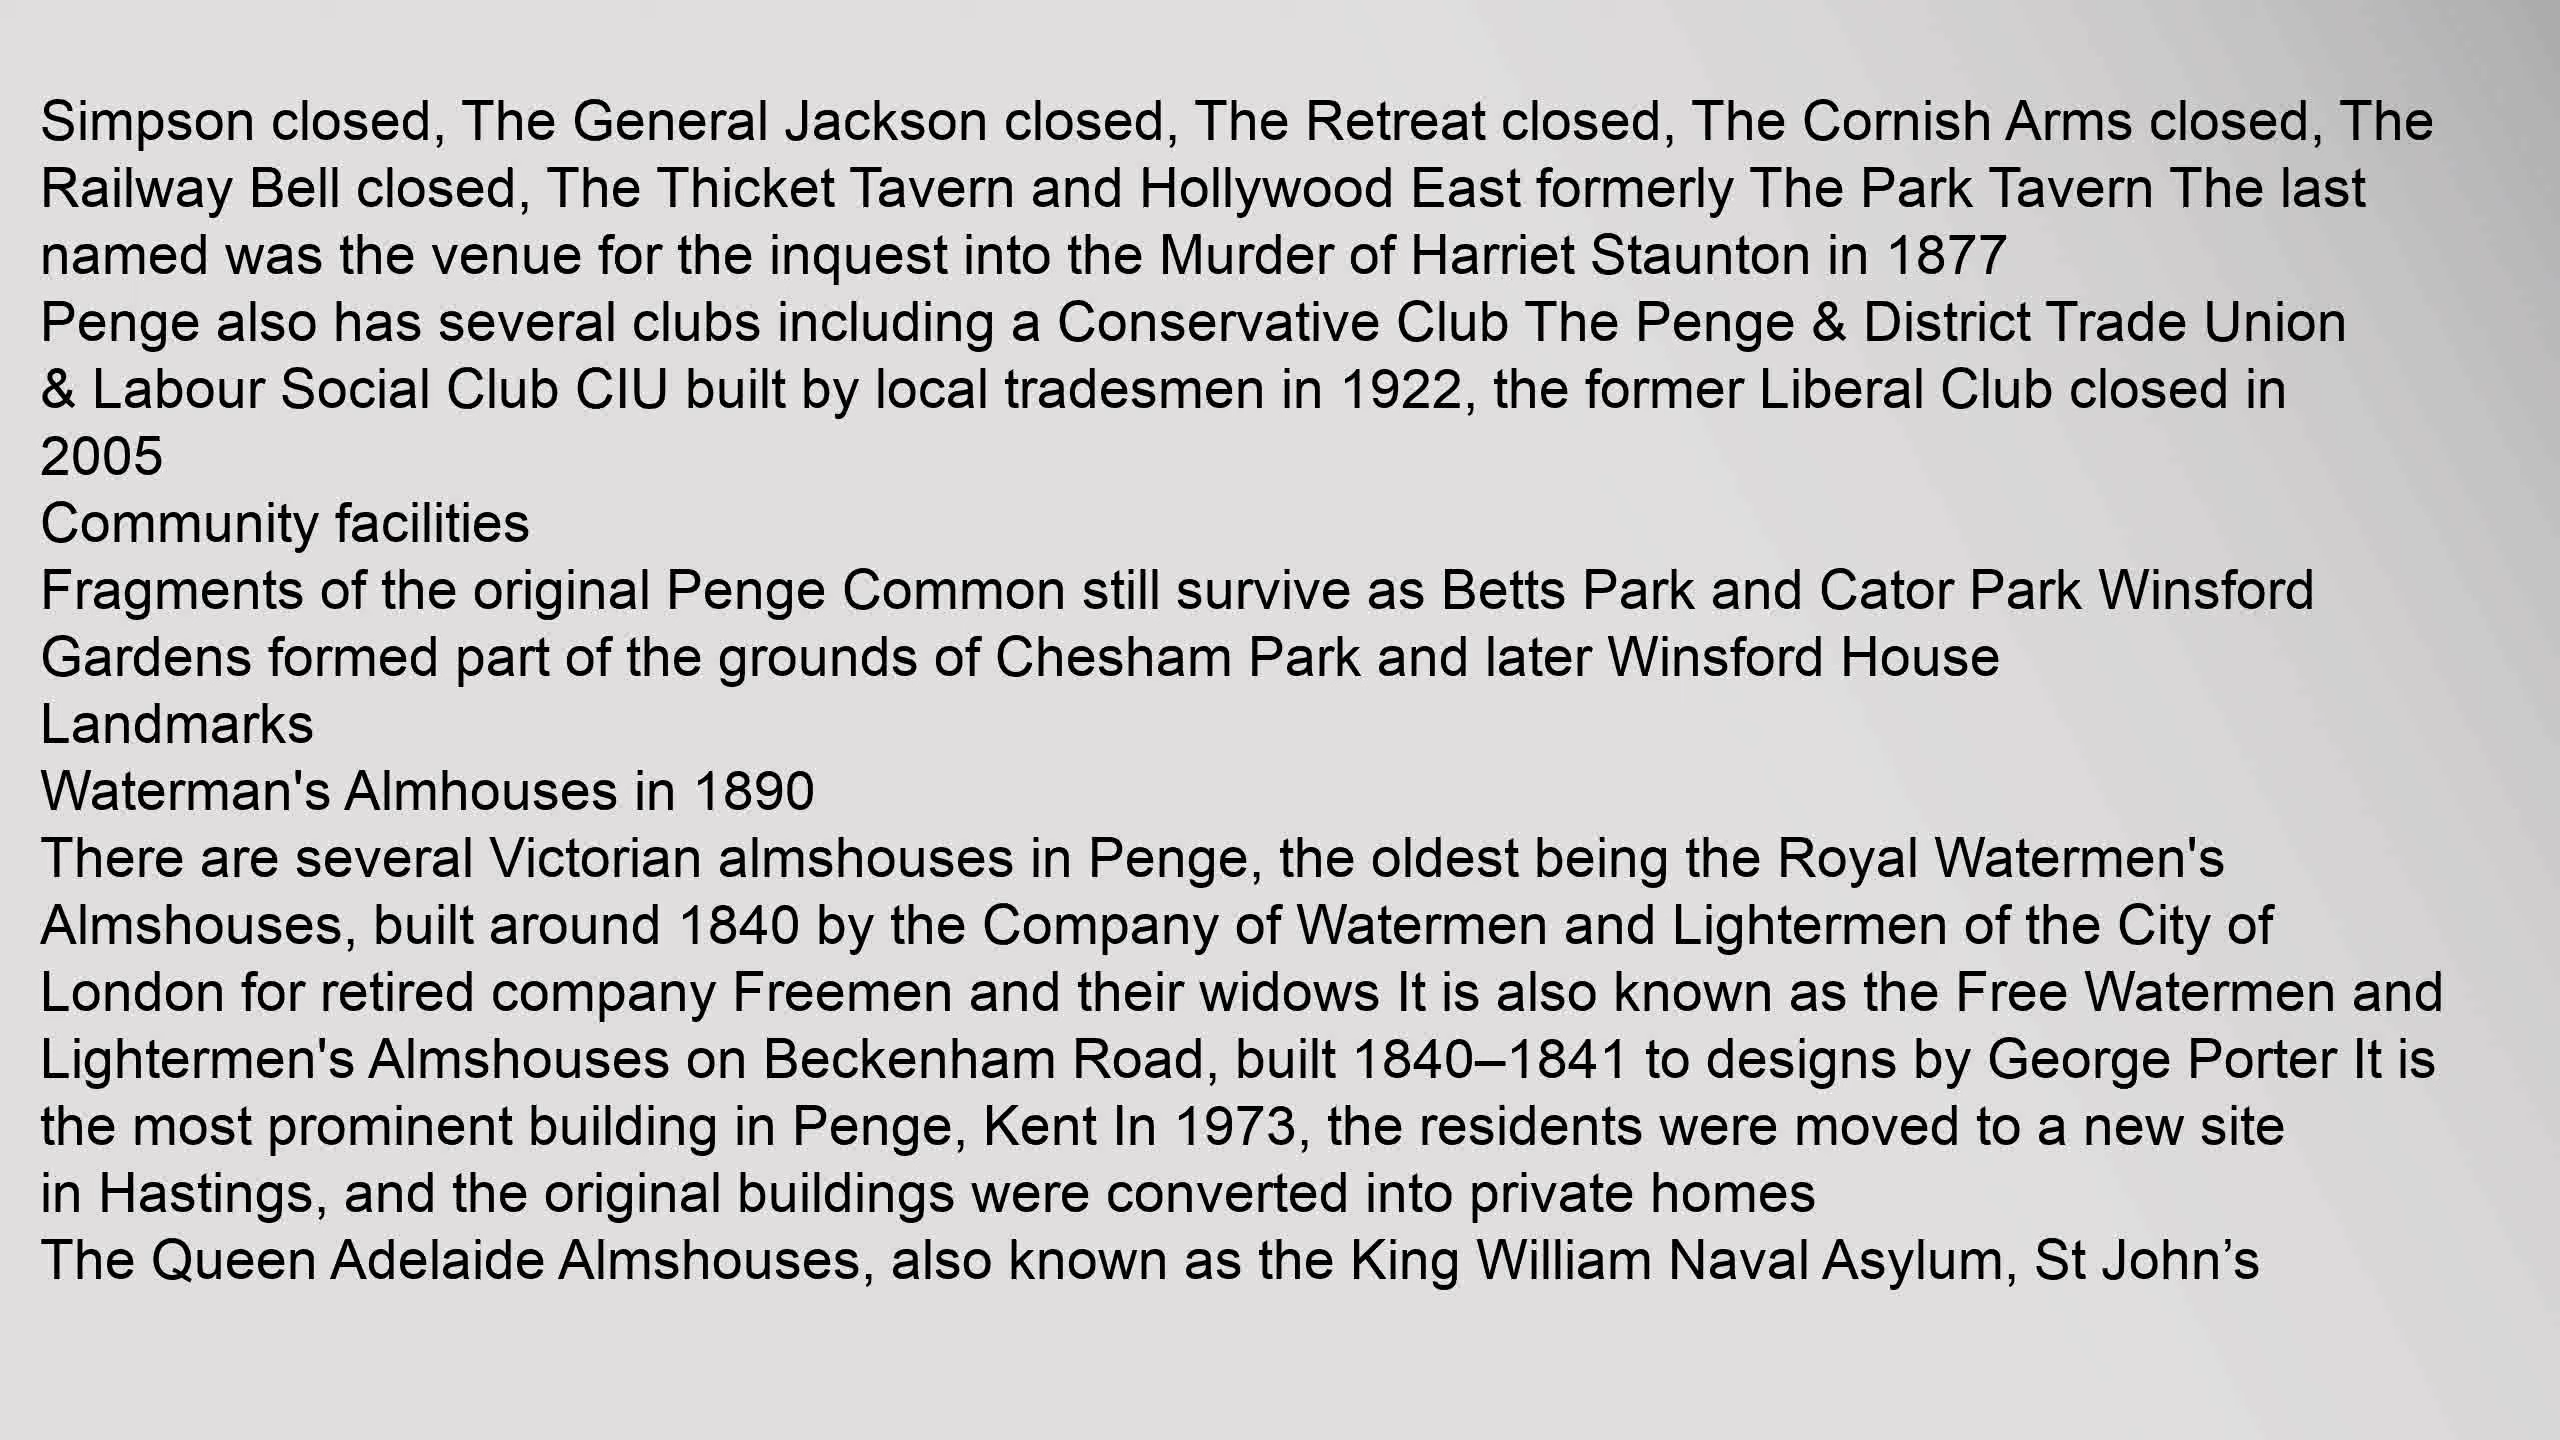 Simpson closed, The General Jackson closed, The Retreat closed, The Cornish Arms closed, The
Railway Bell closed, The Thicket Tavern and Hollywood East formerly The Park Tavern The last
named was the venue for the inquest into the Murder of Harriet Staunton in 1877
Penge also has several clubs including a Conservative Club The Penge & District Trade Union
& Labour Social Club CIU built by local tradesmen in 1922, the former Liberal Club closed in
2005
Community facilities
Fragments of the original Penge Common still survive as Betts Park and Cator Park Winsford
Gardens formed part of the grounds of Chesham Park and later Winsford House
Landmarks
Waterman's Almhouses in 1890
There are several Victorian almshouses in Penge, the oldest being the Royal Watermen's
Almshouses, built around 1840 by the Company of Watermen and Lightermen of the City of
London for retired company Freemen and their widows It is also known as the Free Watermen and
Lightermen's Almshouses on Beckenham Road, built 1840–1841 to designs by George Porter It is
the most prominent building in Penge, Kent In 1973, the residents were moved to a new site
in Hastings, and the original buildings were converted into private homes
The Queen Adelaide Almshouses, also known as the King William Naval Asylum, St John’s